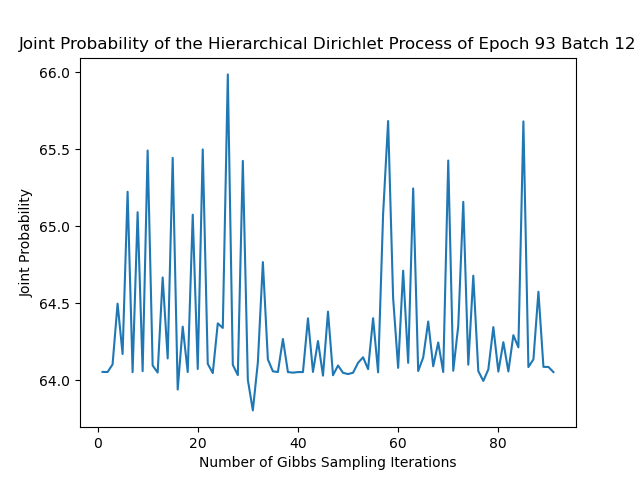 Joint Probability of the Hierarchical Dirichlet Process of Epoch 93 Batch 12
66.0
65.5
65.0
64.5
64.0
Joint Probability
0 20 40 60 80
Number of Gibbs Sampling Iterations